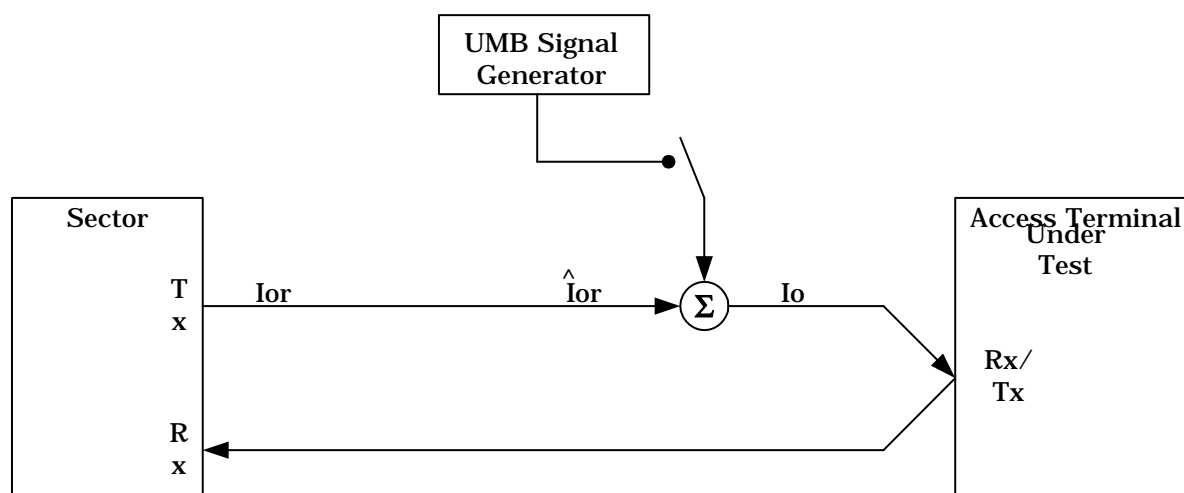 UMB Signal
Generator
Sector
Access Terminal
Under
Test
T
x
Ior
^
Ior
Σ
Io
Rx/
Tx
R
x